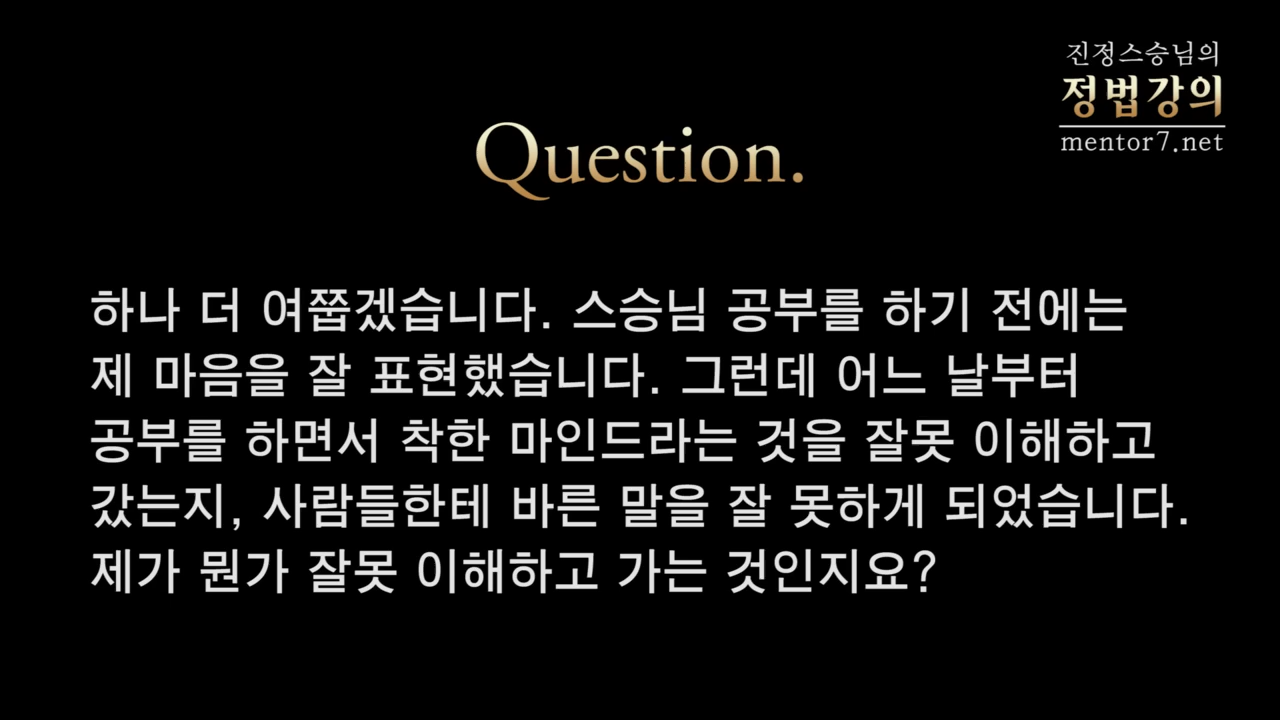 진정스승님의
정법강의
mentor7.net
Question.
하나 더 여쭙겠습니다. 스승님 공부를 하기 전에는
제 마음을 잘 표현했습니다. 그런데 어느 날부터
공부를 하면서 착한 마인드라는 것을 잘못 이해하고
갔는지, 사람들한테 바른 말을 잘 못하게 되었습니다.
제가 뭔가 잘못 이해하고 가는 것인지요?